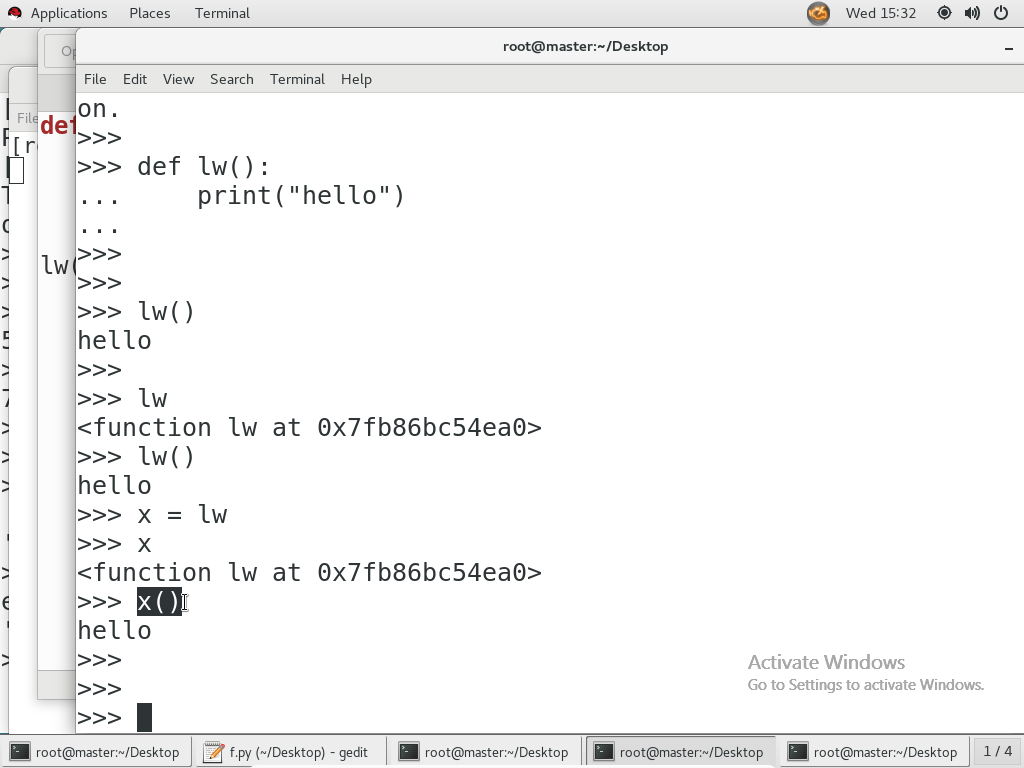 Applications Places Terminal Wed 15:32
root@master:~/Desktop
File Edit View Search Terminal Help
on.
>>>
>>> def lw():
...     print("hello")
...
>>>
>>>
>>> lw()
hello
>>>
>>> lw
<function lw at 0x7fb86bc54ea0>
>>> lw()
hello
>>> x = lw
>>> x
<function lw at 0x7fb86bc54ea0>
>>> x()
hello
>>>
>>>
>>>
File
def
lw(
Activate Windows
Go to Settings to activate Windows.
root@master:~/Desktop f.py (~/Desktop) - gedit root@master:~/Desktop root@master:~/Desktop root@master:~/Desktop 1 / 4